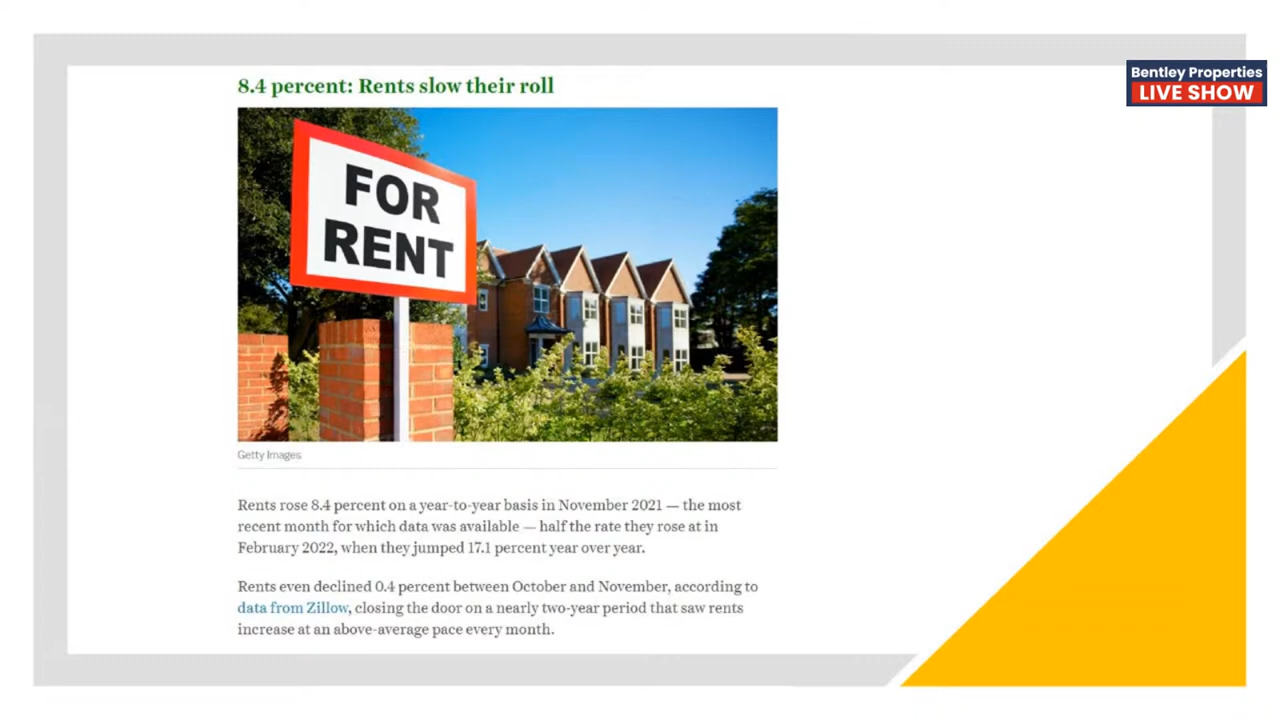 8.4 percent: Rents slow their roll
Bentley Properties
LIVE SHOW
FOR
RENT
Getty Images
Rents rose 8.4 percent on a year-to-year basis in November 2021 — the most
recent month for which data was available — half the rate they rose at in
February 2022, when they jumped 17.1 percent year over year.
Rents even declined 0.4 percent between October and November, according to
data from Zillow, closing the door on a nearly two-year period that saw rents
increase at an above-average pace every month.